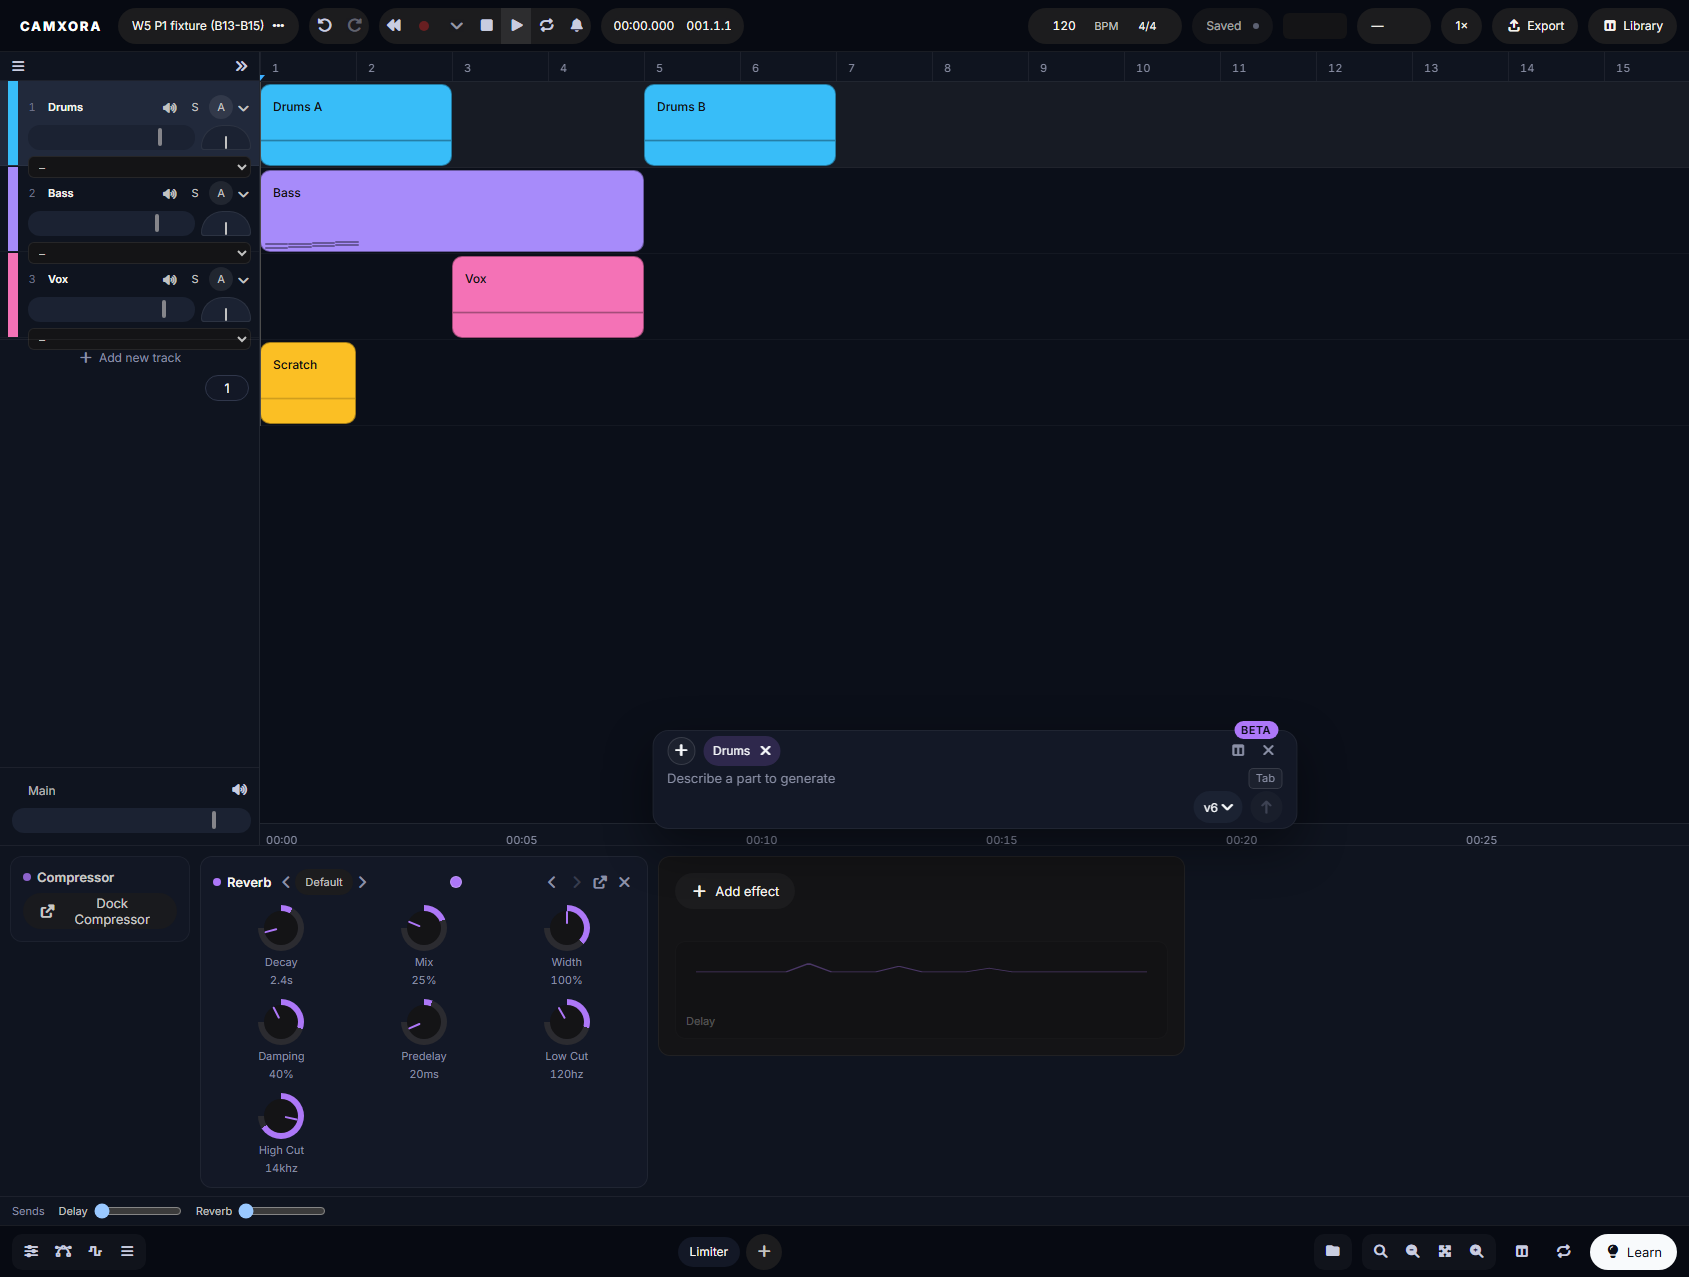 CAMXORA
W5 P1 fixture (B13-B15) •••
00:00.000 001.1.1
120 BPM 4/4
Saved
—
1×
Export
Library
1 2 3 4 5 6 7 8 9 10 11 12 13 14 15
1 Drums S A
–
2 Bass S A
–
3 Vox S A
–
Add new track
1
Drums A
Drums B
Bass
Vox
Scratch
BETA
Drums
Describe a part to generate
Tab
v6
Main
00:00 00:05 00:10 00:15 00:20 00:25
Compressor
Dock
Compressor
Reverb Default
Decay Mix Width
2.4s 25% 100%
Damping Predelay Low Cut
40% 20ms 120hz
High Cut
14khz
Add effect
Delay
Sends Delay Reverb
Limiter
Learn